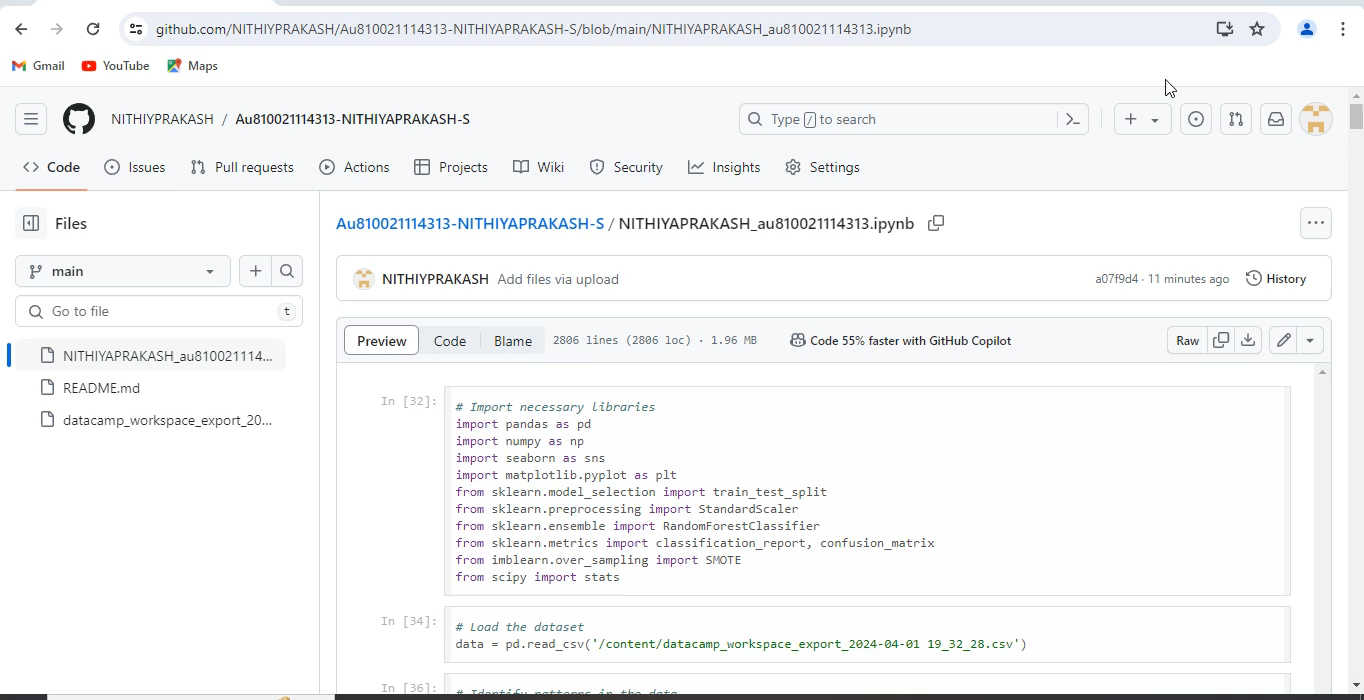 github.com/NITHIYPRAKASH/Au810021114313-NITHIYAPRAKASH-S/blob/main/NITHIYAPRAKASH_au810021114313.ipynb
Gmail YouTube Maps
NITHIYPRAKASH / Au810021114313-NITHIYAPRAKASH-S Type / to search
Code Issues Pull requests Actions Projects Wiki Security Insights Settings
Files
main
Go to file t
NITHIYAPRAKASH_au810021114...
README.md
datacamp_workspace_export_20...
Au810021114313-NITHIYAPRAKASH-S / NITHIYAPRAKASH_au810021114313.ipynb
NITHIYPRAKASH Add files via upload a07f9d4 · 11 minutes ago History
Preview Code Blame 2806 lines (2806 loc) · 1.96 MB Code 55% faster with GitHub Copilot Raw
In [32]:
# Import necessary libraries
import pandas as pd
import numpy as np
import seaborn as sns
import matplotlib.pyplot as plt
from sklearn.model_selection import train_test_split
from sklearn.preprocessing import StandardScaler
from sklearn.ensemble import RandomForestClassifier
from sklearn.metrics import classification_report, confusion_matrix
from imblearn.over_sampling import SMOTE
from scipy import stats
In [34]:
# Load the dataset
data = pd.read_csv('/content/datacamp_workspace_export_2024-04-01 19_32_28.csv')
In [36]:
# Identify patterns in the data